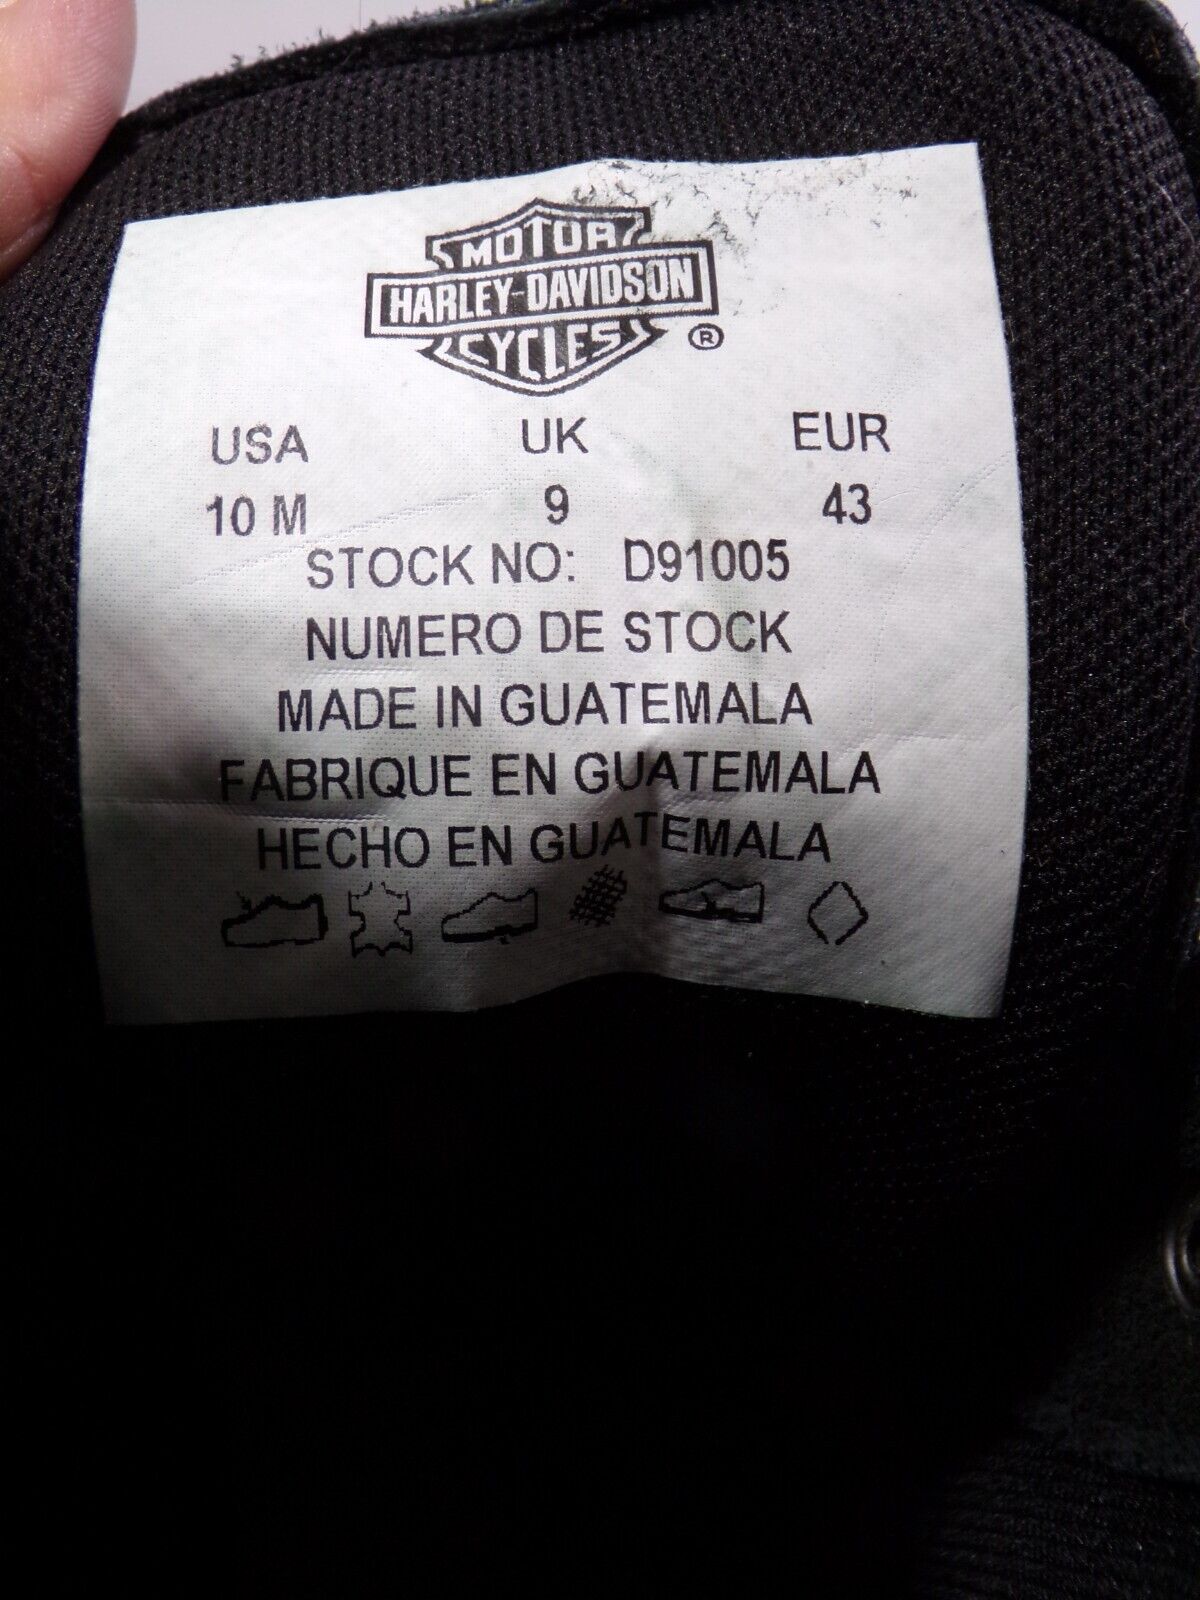 MOTOR
HARLEY-DAVIDSON
CYCLES ®
USA UK EUR
10 M 9 43
STOCK NO: D91005
NUMERO DE STOCK
MADE IN GUATEMALA
FABRIQUE EN GUATEMALA
HECHO EN GUATEMALA